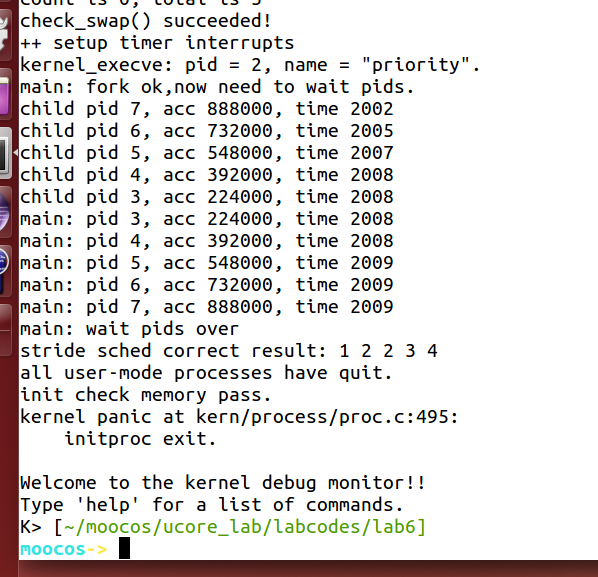 count is 0, total is 5
check_swap() succeeded!
++ setup timer interrupts
kernel_execve: pid = 2, name = "priority".
main: fork ok,now need to wait pids.
child pid 7, acc 888000, time 2002
child pid 6, acc 732000, time 2005
child pid 5, acc 548000, time 2007
child pid 4, acc 392000, time 2008
child pid 3, acc 224000, time 2008
main: pid 3, acc 224000, time 2008
main: pid 4, acc 392000, time 2008
main: pid 5, acc 548000, time 2009
main: pid 6, acc 732000, time 2009
main: pid 7, acc 888000, time 2009
main: wait pids over
stride sched correct result: 1 2 2 3 4
all user-mode processes have quit.
init check memory pass.
kernel panic at kern/process/proc.c:495:
    initproc exit.
Welcome to the kernel debug monitor!!
Type 'help' for a list of commands.
K> [~/moocos/ucore_lab/labcodes/lab6]
moocos->